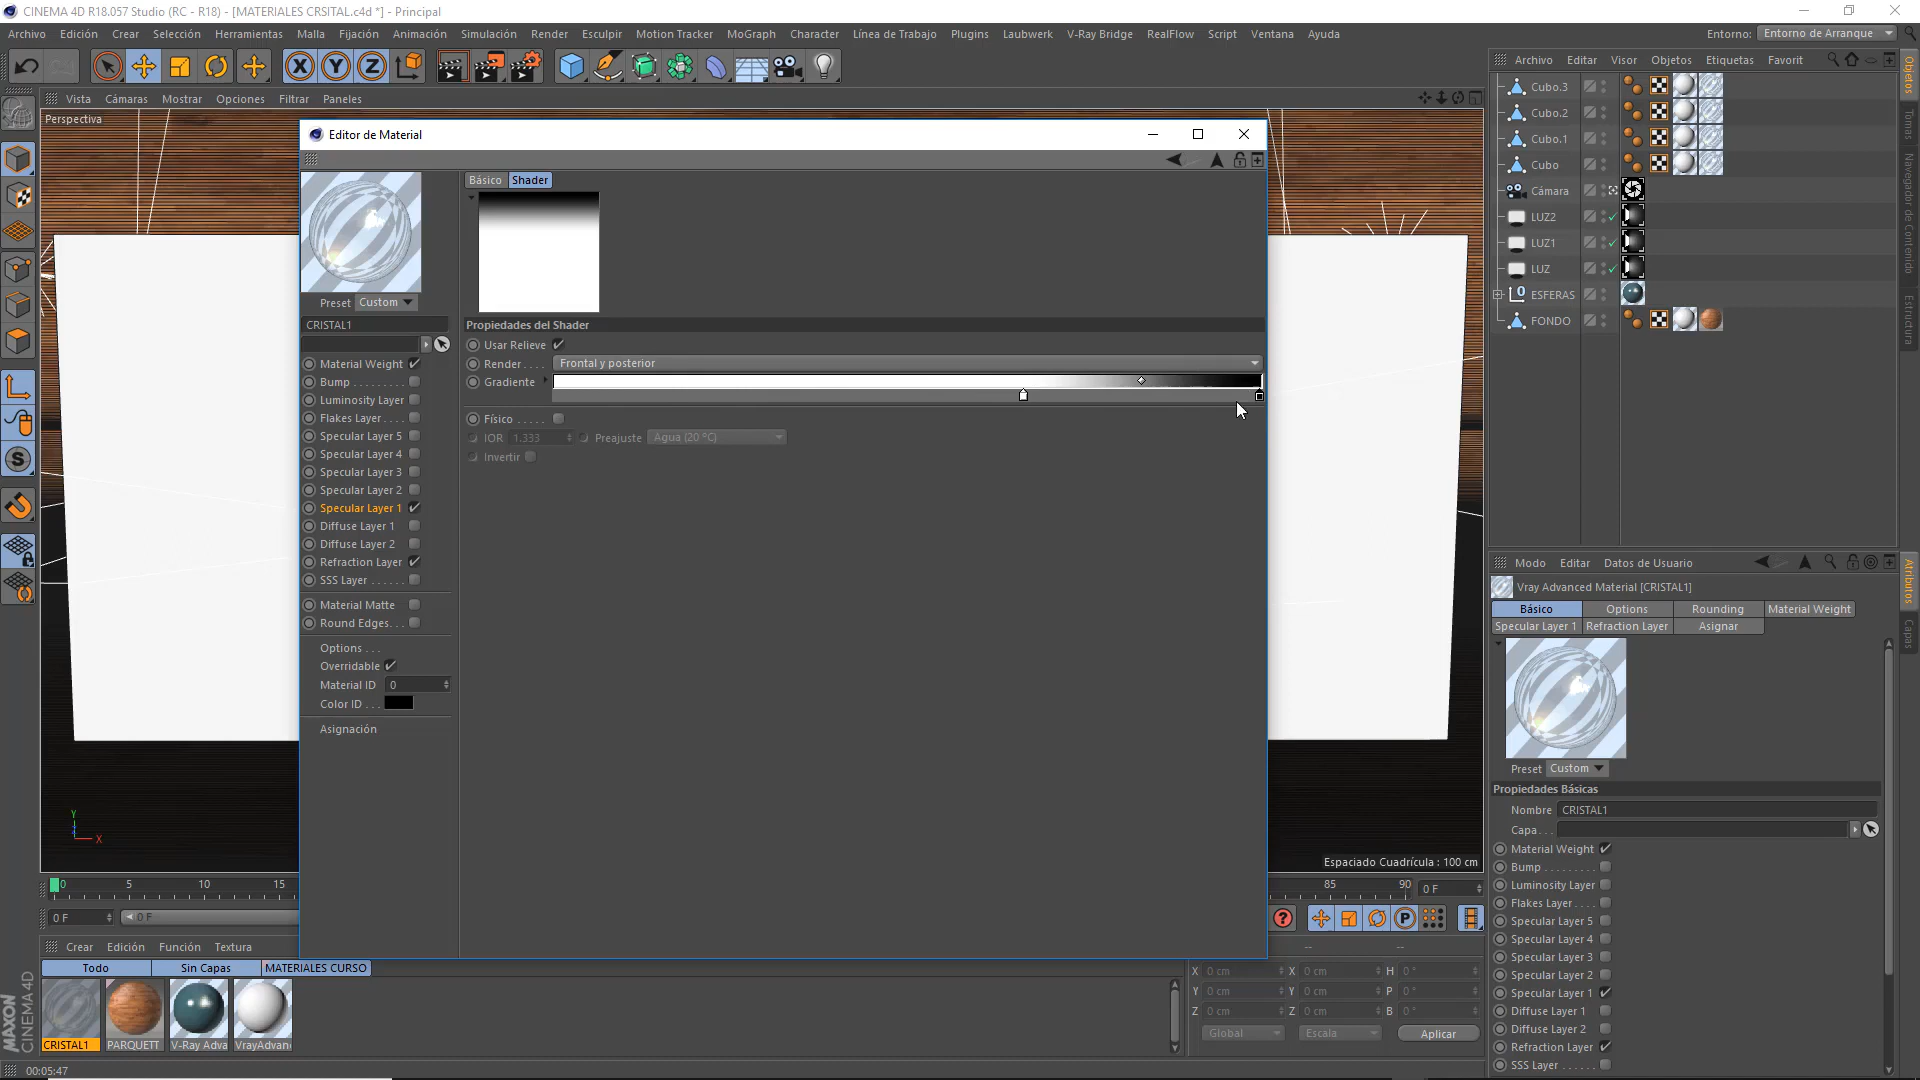 CINEMA 4D R18.057 Studio (RC - R18) - [MATERIALES CRSITAL.c4d *] - Principal
Archivo Edición Crear Selección Herramientas Malla Fijación Animación Simulación Render Esculpir Motion Tracker MoGraph Character Línea de Trabajo Plugins Laubwerk V-Ray Bridge RealFlow Script Ventana Ayuda
Entorno: Entorno de Arranque
Archivo Editar Visor Objetos Etiquetas Favorit
Vista Cámaras Mostrar Opciones Filtrar Paneles
Perspectiva
Editor de Material
Básico Shader
Preset Custom
CRISTAL1
Material Weight
Bump
Luminosity Layer
Flakes Layer
Specular Layer 5
Specular Layer 4
Specular Layer 3
Specular Layer 2
Specular Layer 1
Diffuse Layer 1
Diffuse Layer 2
Refraction Layer
SSS Layer
Material Matte
Round Edges
Options
Overridable
Material ID 0
Color ID
Asignación
Propiedades del Shader
Usar Relieve
Render Frontal y posterior
Gradiente
Físico
IOR 1.333 Preajuste Agua (20 °C)
Invertir
Cubo.3
Cubo.2
Cubo.1
Cubo
Cámara
LUZ2
LUZ1
LUZ
ESFERAS
FONDO
Objetos
Tomas
Navegador de Contenido
Estructura
Modo Editar Datos de Usuario
Vray Advanced Material [CRISTAL1]
Básico Options Rounding Material Weight
Specular Layer 1 Refraction Layer Asignar
Atributos
Capas
Preset Custom
Propiedades Básicas
Nombre CRISTAL1
Capa
Material Weight
Bump
Luminosity Layer
Flakes Layer
Specular Layer 5
Specular Layer 4
Specular Layer 3
Specular Layer 2
Specular Layer 1
Diffuse Layer 1
Diffuse Layer 2
Refraction Layer
SSS Layer
Y
X
Espaciado Cuadrícula : 100 cm
0 5 10 15 85 90 0 F
0 F 0 F
Crear Edición Función Textura
Todo Sin Capas MATERIALES CURSO
CRISTAL1 PARQUETT V-Ray Adva VrayAdvan
-- --
X 0 cm X 0 cm H 0 °
Y 0 cm Y 0 cm P 0 °
Z 0 cm Z 0 cm B 0 °
Global Escala Aplicar
MAXON
CINEMA 4D
00:05:47